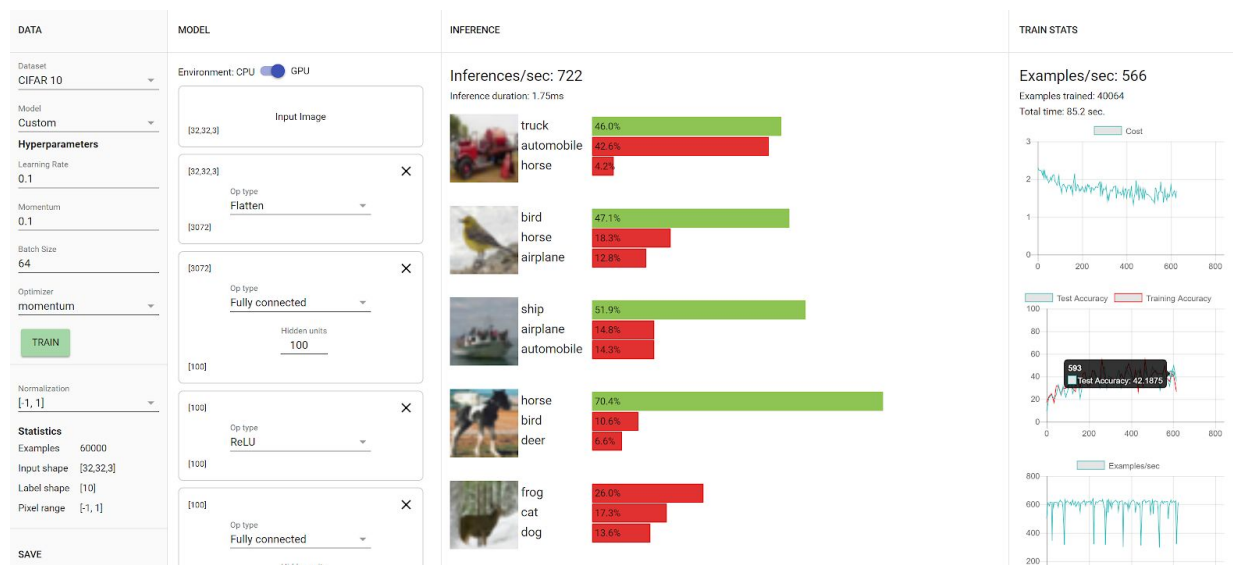 DATA
Dataset
CIFAR 10
Model
Custom
Hyperparameters
Learning Rate
0.1
Momentum
0.1
Batch Size
64
Optimizer
momentum
TRAIN
Normalization
[-1, 1]
Statistics
Examples 60000
Input shape [32,32,3]
Label shape [10]
Pixel range [-1, 1]
SAVE
MODEL
Environment: CPU GPU
Input Image
[32,32,3]
[32,32,3]
Op type
Flatten
[3072]
[3072]
Op type
Fully connected
Hidden units
100
[100]
[100]
Op type
ReLU
[100]
[100]
Op type
Fully connected
INFERENCE
Inferences/sec: 722
Inference duration: 1.75ms
truck 46.0%
automobile 42.6%
horse 4.2%
bird 47.1%
horse 18.3%
airplane 12.8%
ship 51.9%
airplane 14.8%
automobile 14.3%
horse 70.4%
bird 10.6%
deer 6.6%
frog 26.0%
cat 17.3%
dog 13.6%
TRAIN STATS
Examples/sec: 566
Examples trained: 40064
Total time: 85.2 sec.
Cost
3
2
1
0
0 200 400 600 800
Test Accuracy Training Accuracy
100
80
60
40
20
0
593
Test Accuracy: 42.1875
0 200 400 600 800
Examples/sec
800
600
400
200